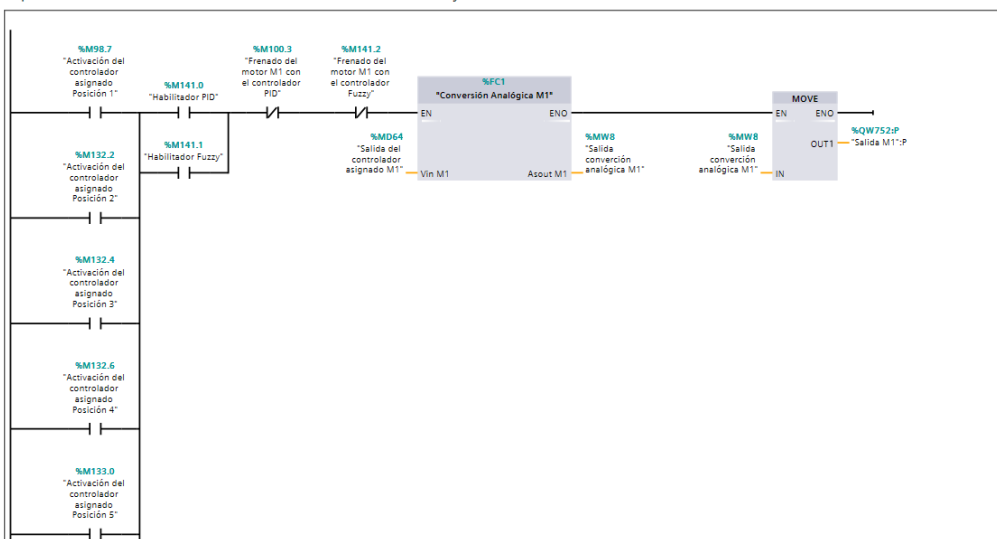 %M98.7
"Activación del
controlador
asignado
Posición 1"
%M141.0
"Habilitador PID"
%M100.3
"Frenado del
motor M1 con
el controlador
PID"
%M141.2
"Frenado del
motor M1 con
el controlador
Fuzzy"
%FC1
"Conversión Analógica M1"
EN
ENO
%MD64
"Salida del
controlador
asignado M1"
Vin M1
Asout M1
%MW8
"Salida
converción
analógica M1"
MOVE
EN
ENO
%MW8
"Salida
converción
analógica M1"
IN
OUT1
%QW752:P
"Salida M1":P
%M141.1
"Habilitador Fuzzy"
%M132.2
"Activación del
controlador
asignado
Posición 2"
%M132.4
"Activación del
controlador
asignado
Posición 3"
%M132.6
"Activación del
controlador
asignado
Posición 4"
%M133.0
"Activación del
controlador
asignado
Posición 5"